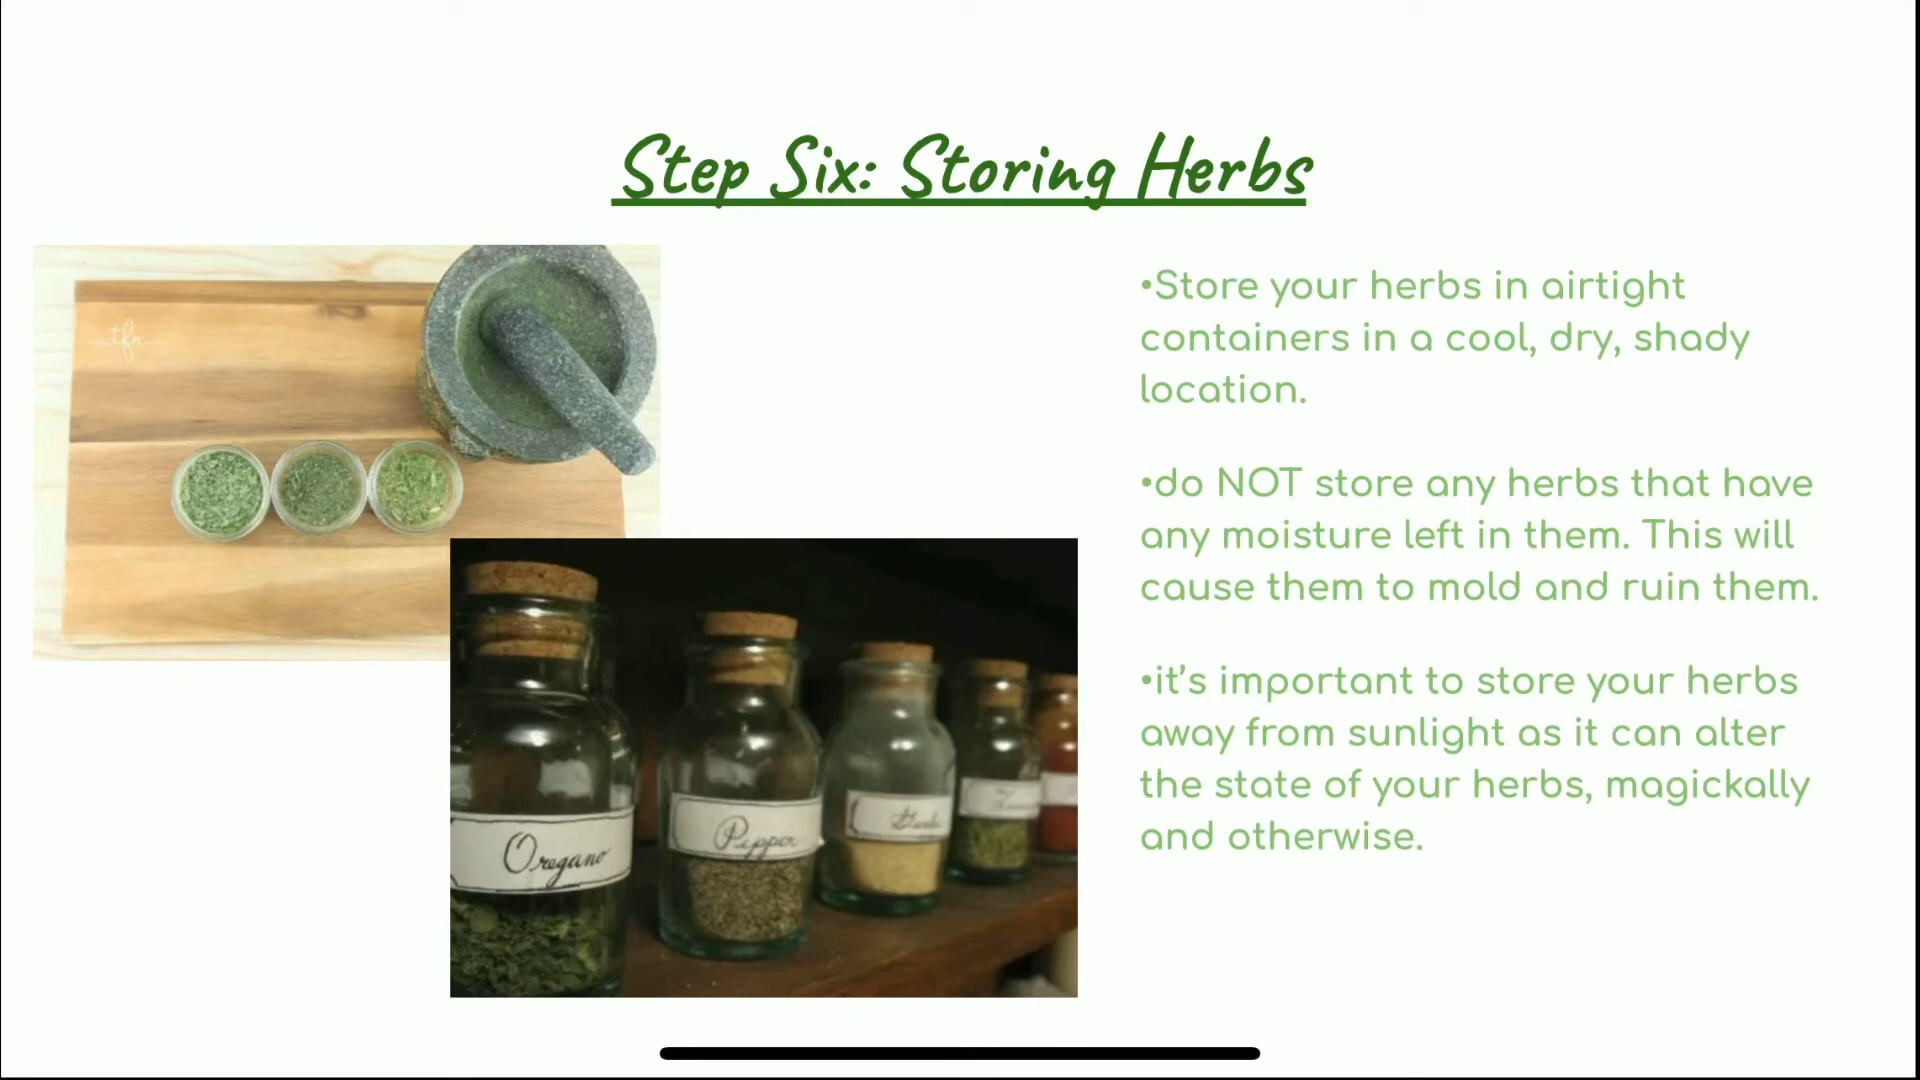 Step Six: Storing Herbs
•Store your herbs in airtight
containers in a cool, dry, shady
location.
•do NOT store any herbs that have
any moisture left in them. This will
cause them to mold and ruin them.
•it’s important to store your herbs
away from sunlight as it can alter
the state of your herbs, magickally
and otherwise.
tfn
Oregano
Pepper